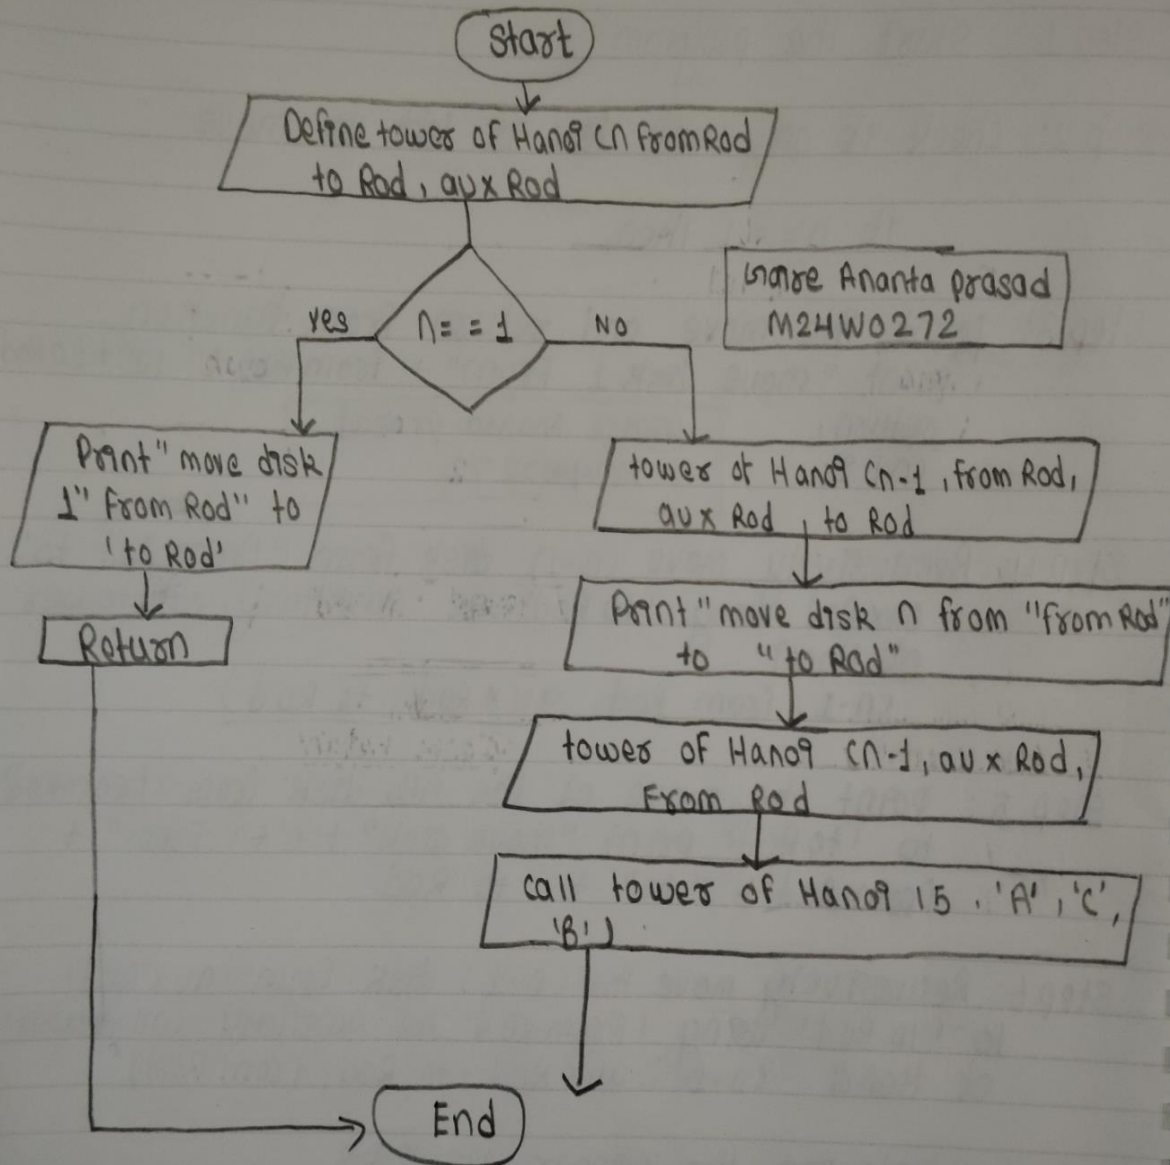 Start
Define tower of Hanoi (n from Rod
to Rod, aux Rod
n == 1
yes
NO
Ananta prasad
M24W0272
Print "move disk
1" From Rod" to
'to Rod'
Return
tower of Hanoi (n-1, from Rod,
aux Rod, to Rod
Print "move disk n from "from Rod"
to "to Rod"
tower of Hanoi (n-1, aux Rod,
From Rod
call tower of Hanoi 15, 'A', 'C',
'B')
End